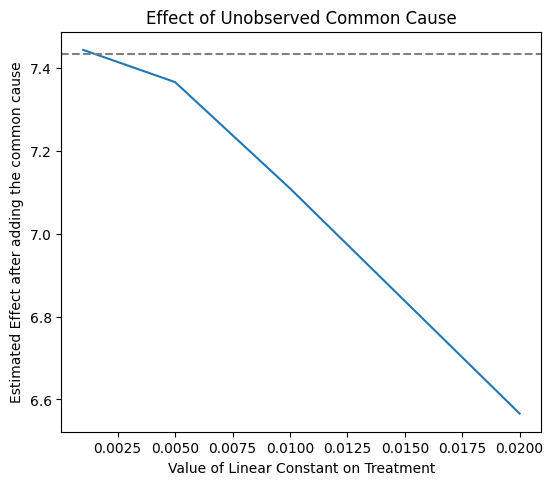 Effect of Unobserved Common Cause
Estimated Effect after adding the common cause
7.4
7.2
7.0
6.8
6.6
0.0025 0.0050 0.0075 0.0100 0.0125 0.0150 0.0175 0.0200
Value of Linear Constant on Treatment